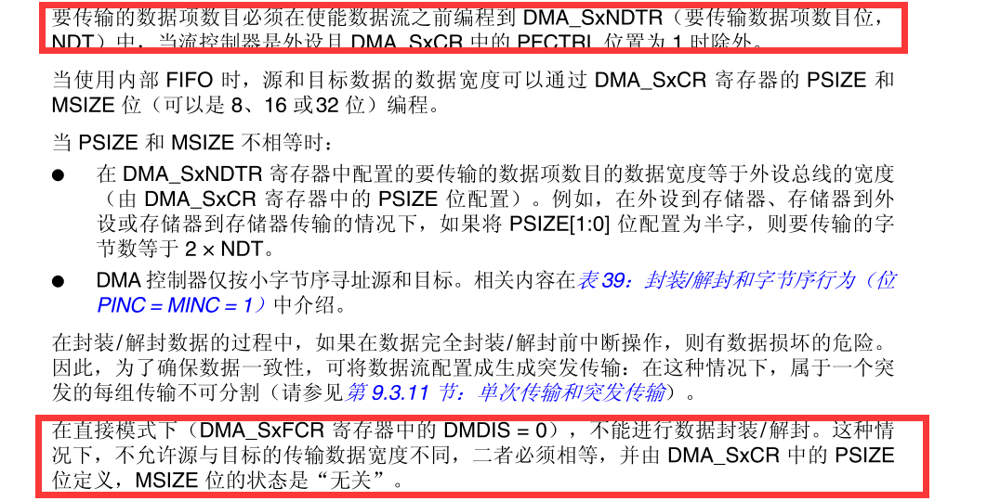 要传输的数据项数目必须在使能数据流之前编程到 DMA_SxNDTR（要传输数据项数目位，
NDT）中，当流控制器是外设且 DMA_SxCR 中的 PFCTRL 位置为 1 时除外。
当使用内部 FIFO 时，源和目标数据的数据宽度可以通过 DMA_SxCR 寄存器的 PSIZE 和
MSIZE 位（可以是 8、16 或32 位）编程。
当 PSIZE 和 MSIZE 不相等时：
● 在 DMA_SxNDTR 寄存器中配置的要传输的数据项数目的数据宽度等于外设总线的宽度
（由 DMA_SxCR 寄存器中的 PSIZE 位配置）。例如，在外设到存储器、存储器到外
设或存储器到存储器传输的情况下，如果将 PSIZE[1:0] 位配置为半字，则要传输的字
节数等于 2 × NDT。
● DMA 控制器仅按小字节序寻址源和目标。相关内容在表 39：封装/解封和字节序行为（位
PINC = MINC = 1）中介绍。
在封装/解封数据的过程中，如果在数据完全封装/解封前中断操作，则有数据损坏的危险。
因此，为了确保数据一致性，可将数据流配置成生成突发传输：在这种情况下，属于一个突
发的每组传输不可分割（请参见第 9.3.11 节：单次传输和突发传输）。
在直接模式下（DMA_SxFCR 寄存器中的 DMDIS = 0），不能进行数据封装/解封。这种情
况下，不允许源与目标的传输数据宽度不同，二者必须相等，并由 DMA_SxCR 中的 PSIZE
位定义，MSIZE 位的状态是“无关”。